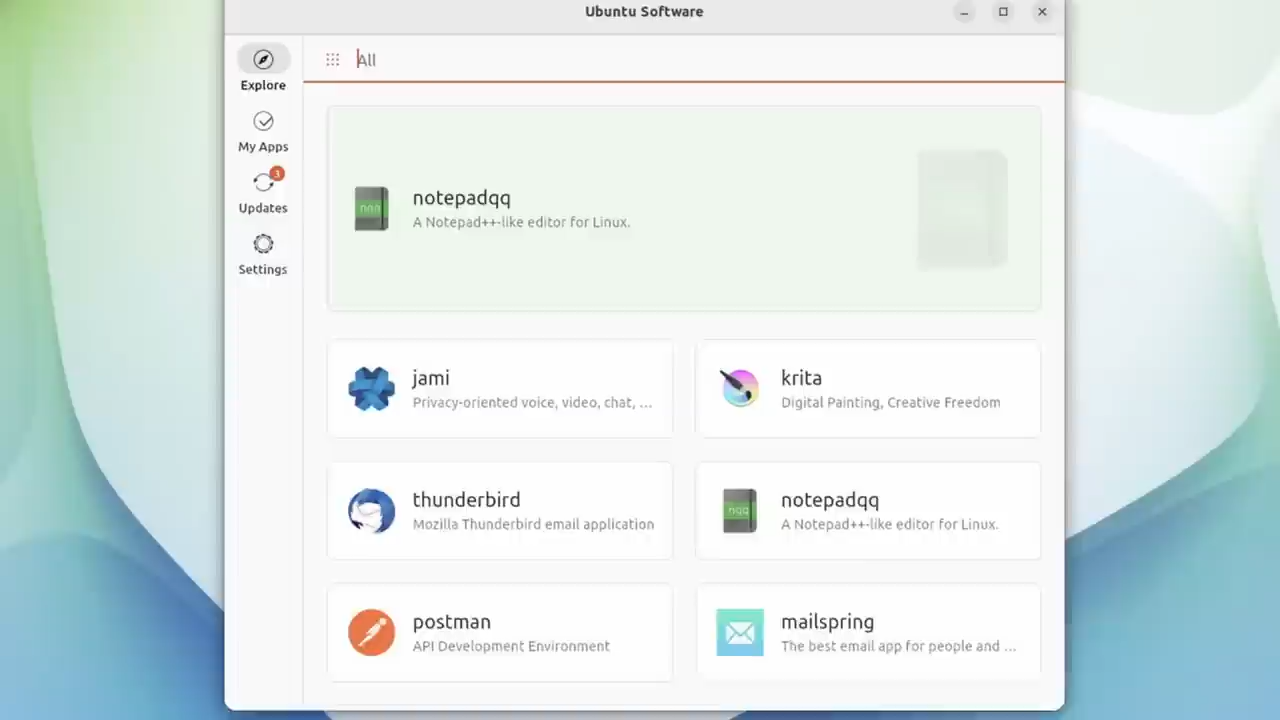 Ubuntu Software
All
Explore
My Apps
3
Updates
Settings
nqq
notepadqq
A Notepad++-like editor for Linux.
jami
Privacy-oriented voice, video, chat, ...
krita
Digital Painting, Creative Freedom
thunderbird
Mozilla Thunderbird email application
nqq
notepadqq
A Notepad++-like editor for Linux.
postman
API Development Environment
mailspring
The best email app for people and ...